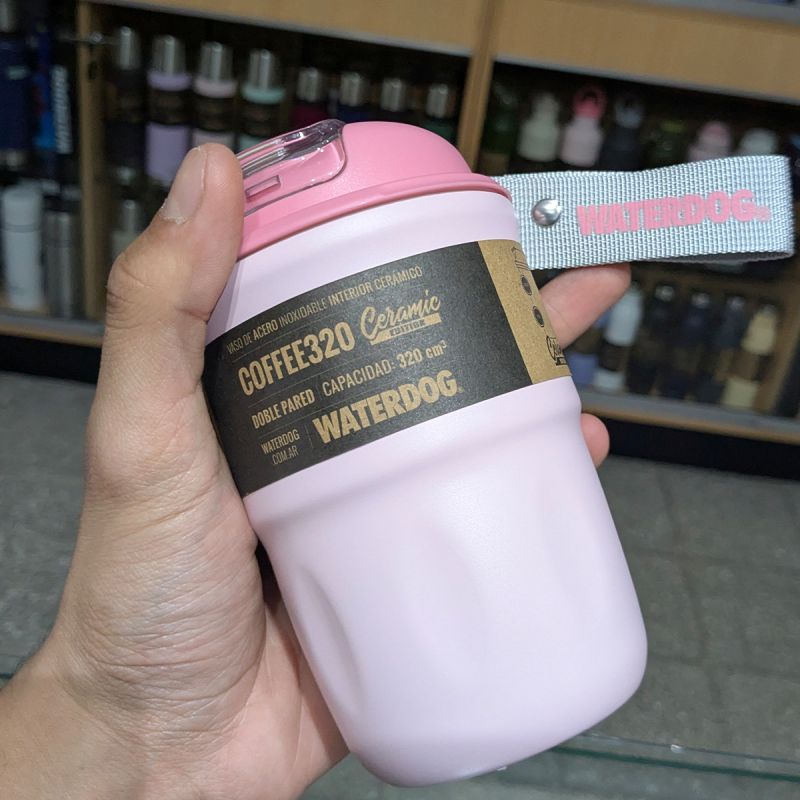 VASO DE ACERO INOXIDABLE INTERIOR CERÁMICO
COFFEE320 Ceramic
EDITION
DOBLE PARED CAPACIDAD: 320 cm³
WATERDOG
.COM.AR
WATERDOG
WATERDOG